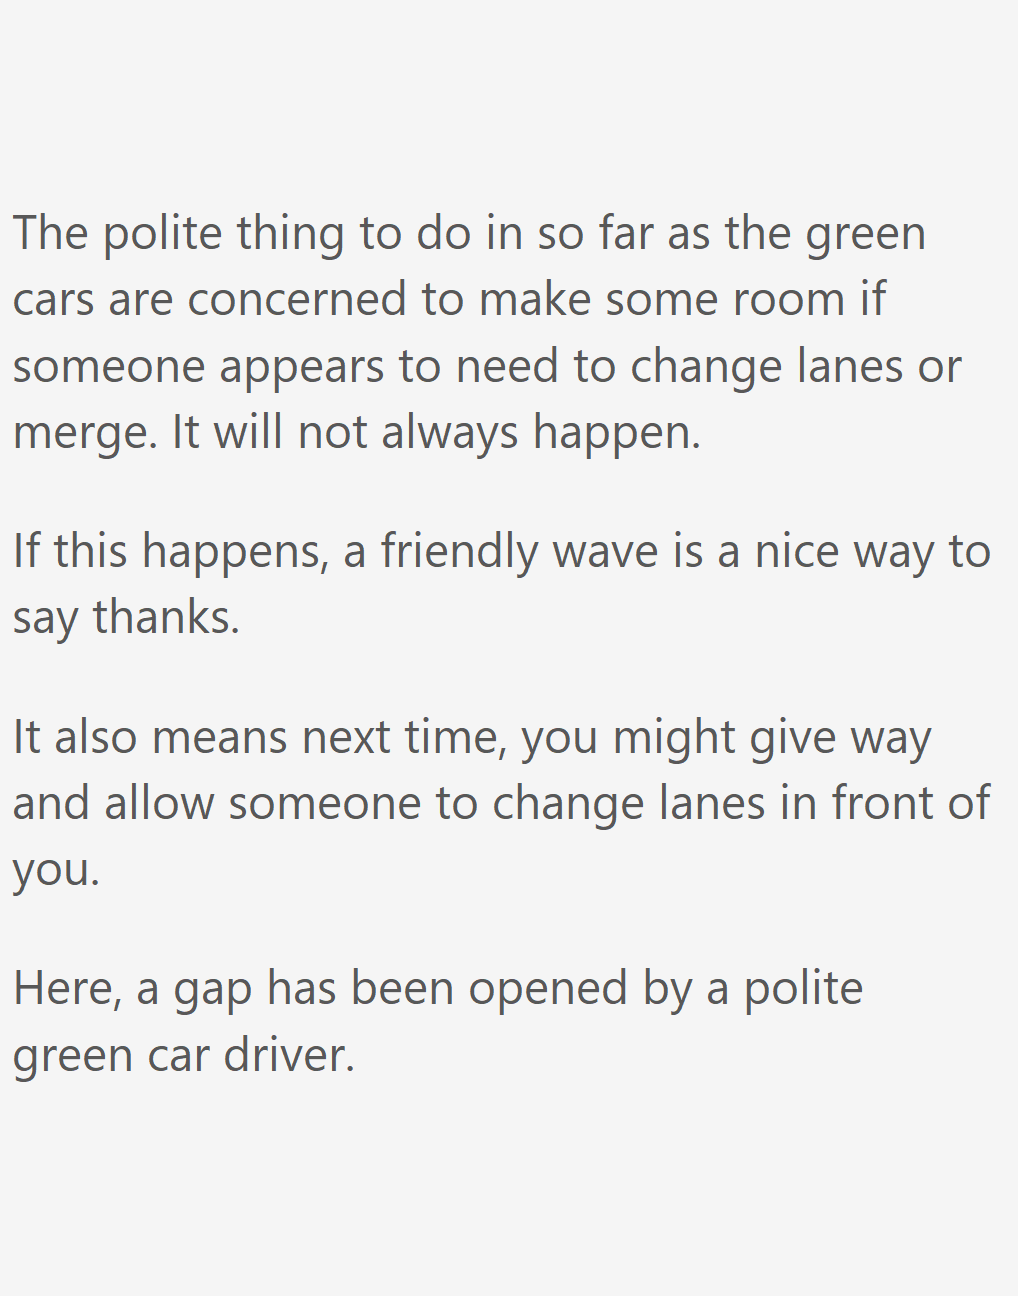 The polite thing to do in so far as the green
cars are concerned to make some room if
someone appears to need to change lanes or
merge. It will not always happen.
If this happens, a friendly wave is a nice way to
say thanks.
It also means next time, you might give way
and allow someone to change lanes in front of
you.
Here, a gap has been opened by a polite
green car driver.